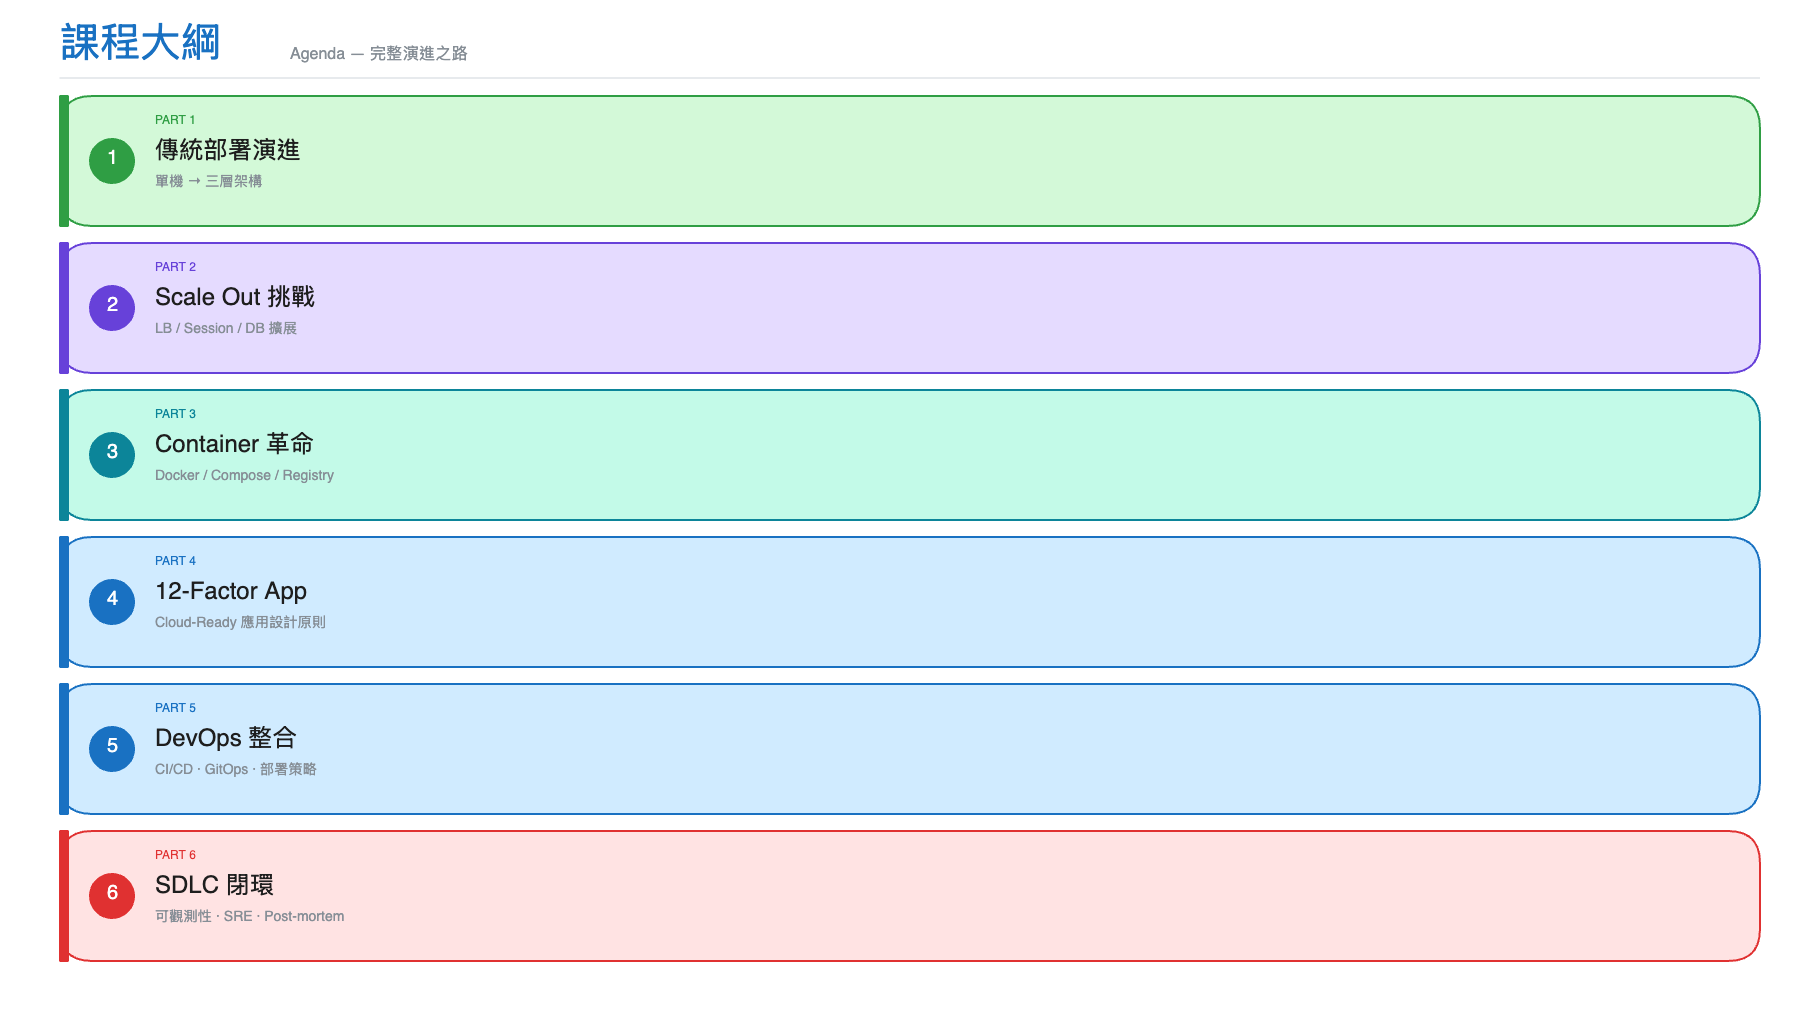 課程大綱
Agenda — 完整演進之路
PART 1
1
傳統部署演進
單機 → 三層架構
PART 2
2
Scale Out 挑戰
LB / Session / DB 擴展
PART 3
3
Container 革命
Docker / Compose / Registry
PART 4
4
12-Factor App
Cloud-Ready 應用設計原則
PART 5
5
DevOps 整合
CI/CD · GitOps · 部署策略
PART 6
6
SDLC 閉環
可觀測性 · SRE · Post-mortem